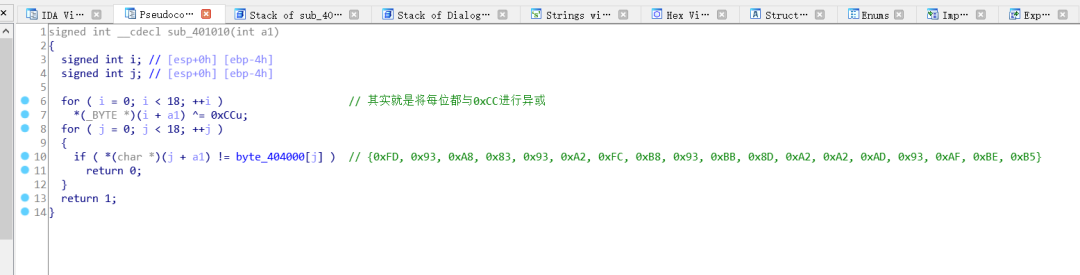 IDA Vi⋯ Pseudoco⋯ Stack of sub_40⋯ Stack of Dialog⋯ Strings wi⋯ Hex Vi⋯ Struct⋯ Enums Imp⋯ Exp⋯
1 signed int __cdecl sub_401010(int a1)
2 {
3 signed int i; // [esp+0h] [ebp-4h]
4 signed int j; // [esp+0h] [ebp-4h]
5
6 for ( i = 0; i < 18; ++i ) // 其实就是将每位都与0xCC进行异或
7 *(_BYTE *)(i + a1) ^= 0xCCu;
8 for ( j = 0; j < 18; ++j )
9 {
10 if ( *(char *)(j + a1) != byte_404000[j] ) // {0xFD, 0x93, 0xA8, 0x83, 0x93, 0xA2, 0xFC, 0xB8, 0x93, 0xBB, 0x8D, 0xA2, 0xA2, 0xAD, 0x93, 0xAF, 0xBE, 0xB5}
11 return 0;
12 }
13 return 1;
14 }